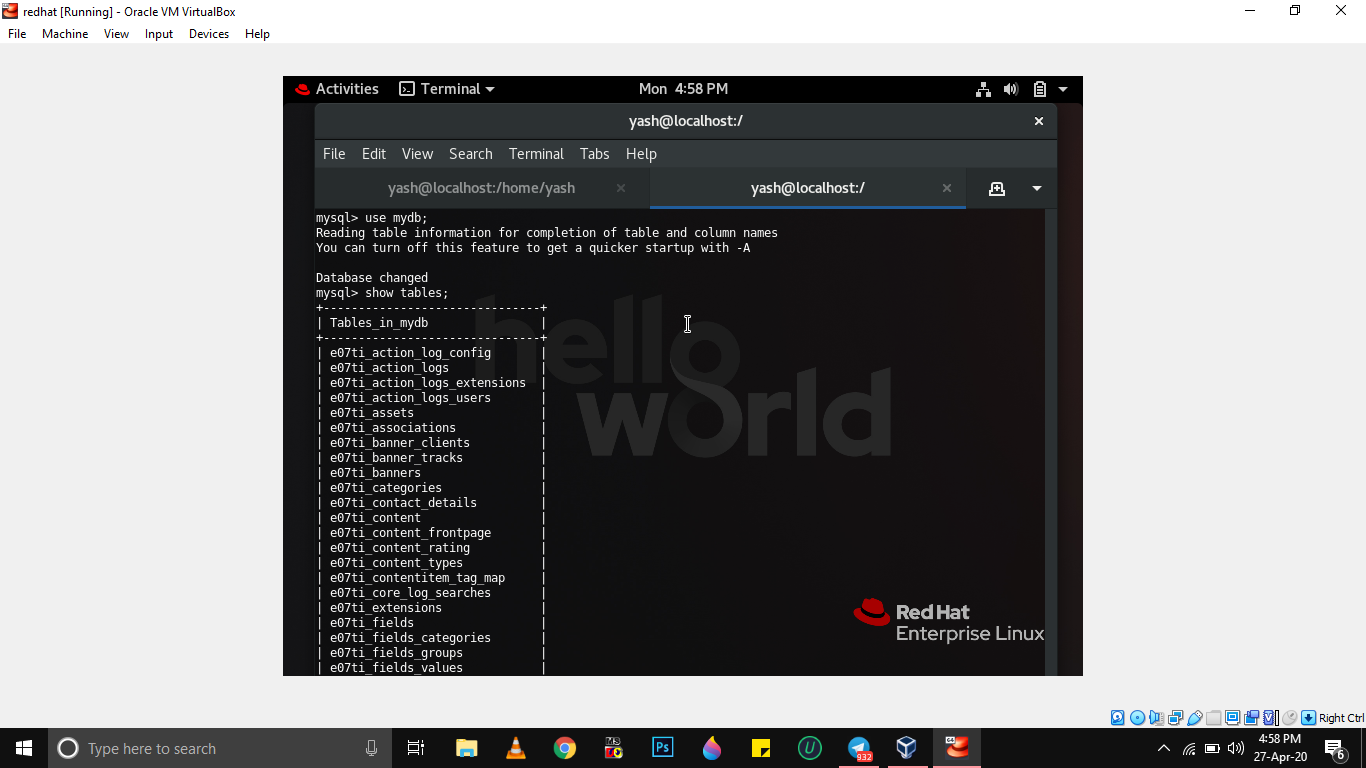 redhat [Running] - Oracle VM VirtualBox
File Machine View Input Devices Help
Activities Terminal Mon 4:58 PM
yash@localhost:/
File Edit View Search Terminal Tabs Help
yash@localhost:/home/yash yash@localhost:/
mysql> use mydb;
Reading table information for completion of table and column names
You can turn off this feature to get a quicker startup with -A
Database changed
mysql> show tables;
+-------------------------------+
| Tables_in_mydb |
+-------------------------------+
| e07ti_action_log_config |
| e07ti_action_logs |
| e07ti_action_logs_extensions |
| e07ti_action_logs_users |
| e07ti_assets |
| e07ti_associations |
| e07ti_banner_clients |
| e07ti_banner_tracks |
| e07ti_banners |
| e07ti_categories |
| e07ti_contact_details |
| e07ti_content |
| e07ti_content_frontpage |
| e07ti_content_rating |
| e07ti_content_types |
| e07ti_contentitem_tag_map |
| e07ti_core_log_searches |
| e07ti_extensions |
| e07ti_fields |
| e07ti_fields_categories |
| e07ti_fields_groups |
| e07ti_fields_values |
hello
world
Red Hat
Enterprise Linux
Right Ctrl
Type here to search
Ps
U
932
64
4:58 PM
27-Apr-20
6